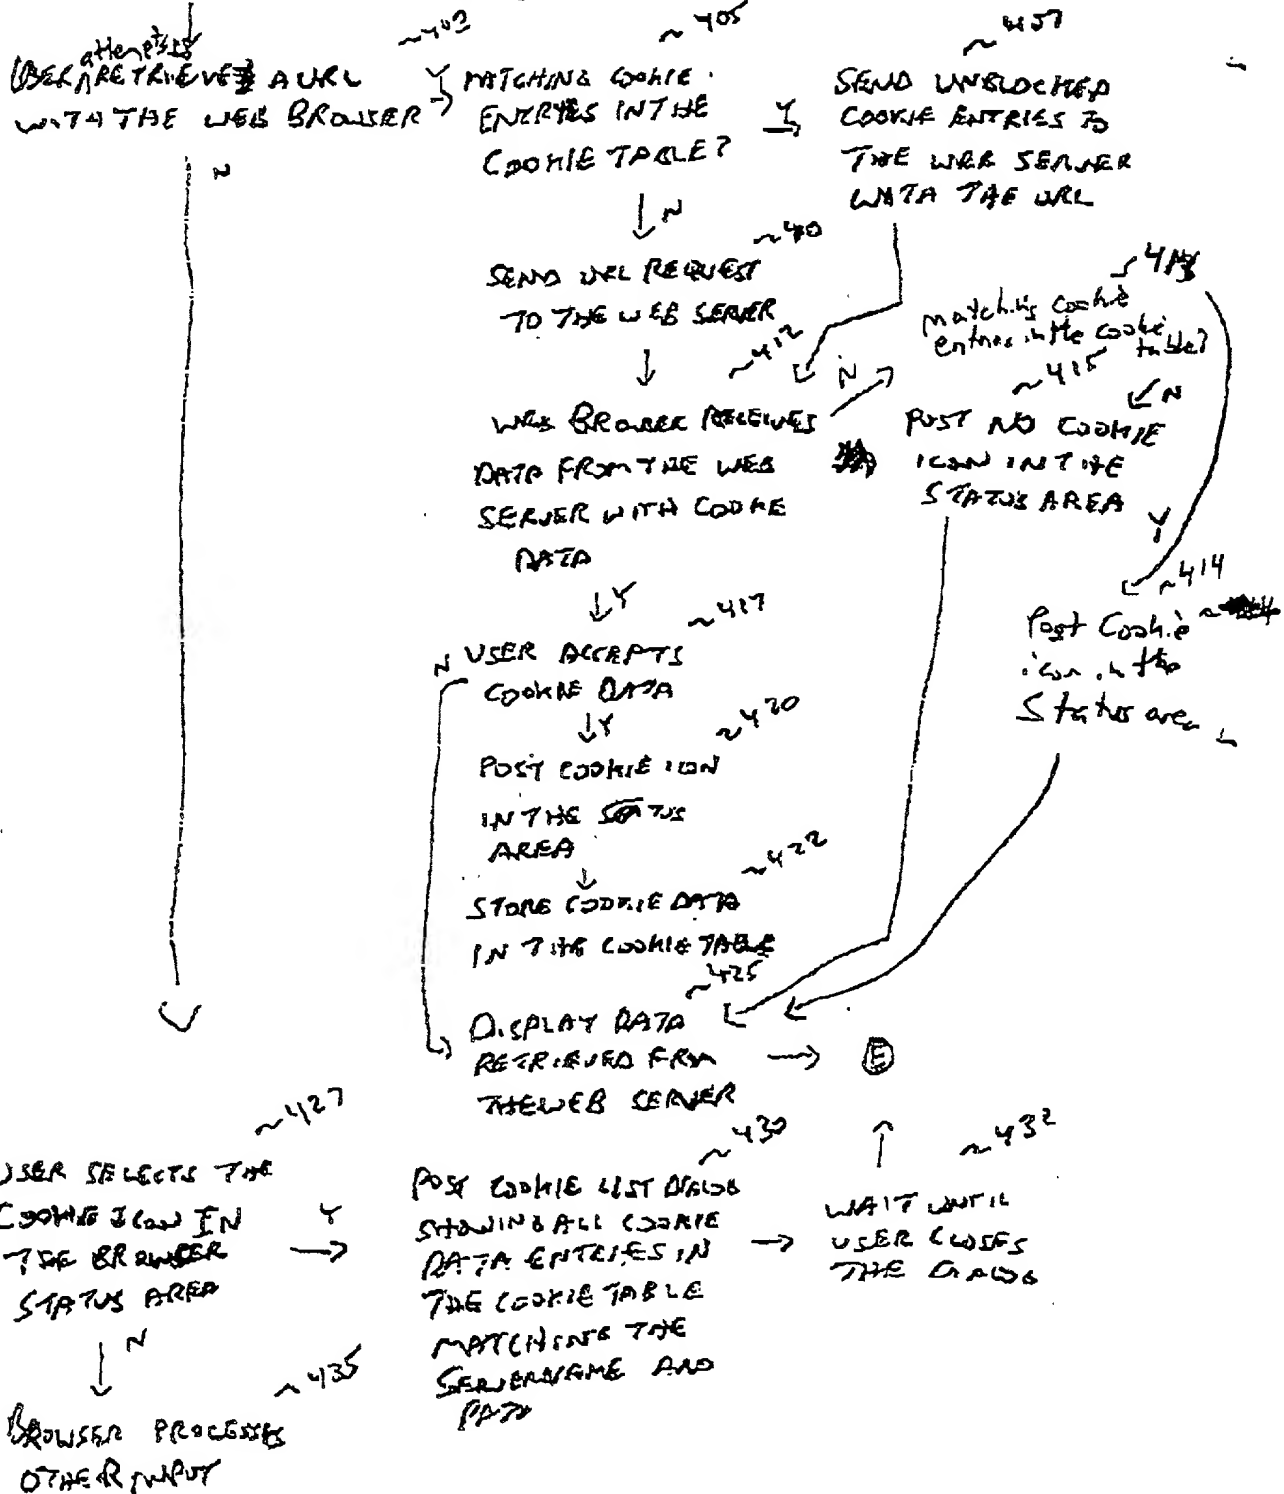 attempts to
~402
USER ^ RETRIEVE A URL
WITH THE WEB BROWSER
Y
N
~405
MATCHING COOKIE
ENTRYES IN THE
COOKIE TABLE?
Y
N
~407
SEND UNBLOCKED
COOKIE ENTRIES TO
THE WEB SERVER
WITH THE URL
~40
SEND URL REQUEST
TO THE WEB SERVER
matching cookie
entries in the cookie
table?
N
Y
~412
WEB BROWSER RECEIVES
DATA FROM THE WEB
SERVER WITH COOKIE
DATA
N
Y
~415
POST NO COOKIE
ICON IN THE
STATUS AREA
~414
Post Cookie
icon in the
Status area
~417
N USER ACCEPTS
COOKIE DATA
Y
~420
POST COOKIE ICON
IN THE STATUS
AREA
~422
STORE COOKIE DATA
IN THE COOKIE TABLE
~425
DISPLAY DATA
RETRIEVED FROM
THE WEB SERVER
E
~427
USER SELECTS THE
COOKIE ICON IN
THE BROWSER
STATUS AREA
Y
N
~430
POST COOKIE LIST DIALOG
SHOWING ALL COOKIE
DATA ENTRIES IN
THE COOKIE TABLE
MATCHING THE
SERVERNAME AND
PATH
~432
WAIT UNTIL
USER CLOSES
THE DIALOG
~435
BROWSER PROCESSES
OTHER INPUT